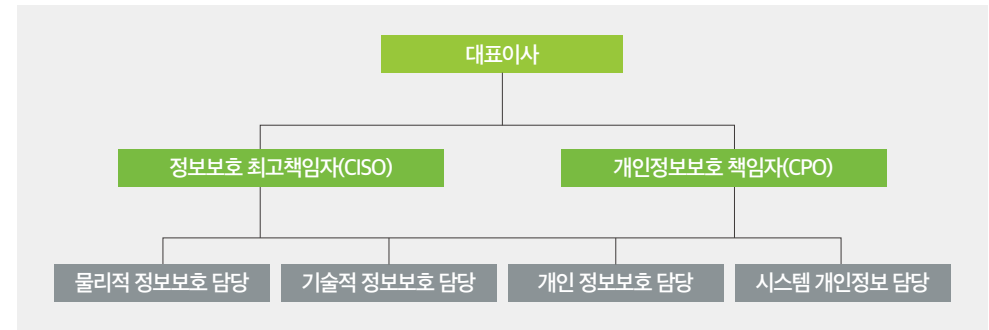 대표이사
정보보호 최고책임자(CISO)
개인정보보호 책임자(CPO)
물리적 정보보호 담당
기술적 정보보호 담당
개인 정보보호 담당
시스템 개인정보 담당